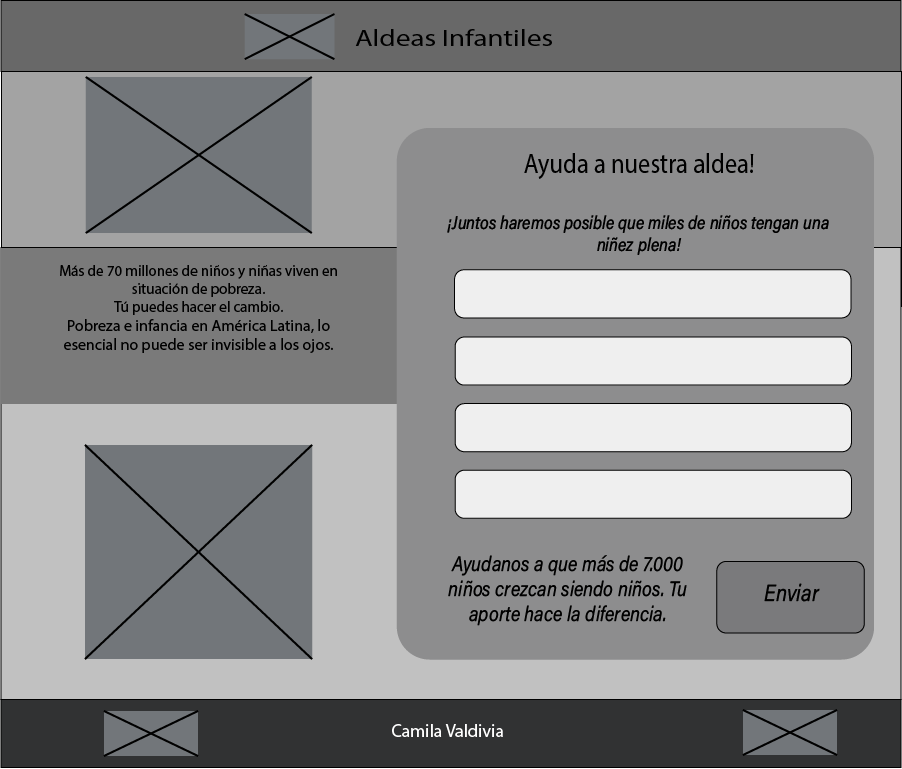 Aldeas Infantiles
Más de 70 millones de niños y niñas viven en
situación de pobreza.
Tú puedes hacer el cambio.
Pobreza e infancia en América Latina, lo
esencial no puede ser invisible a los ojos.
Ayuda a nuestra aldea!
¡Juntos haremos posible que miles de niños tengan una
niñez plena!
Ayudanos a que más de 7.000
niños crezcan siendo niños. Tu
aporte hace la diferencia.
Enviar
Camila Valdivia